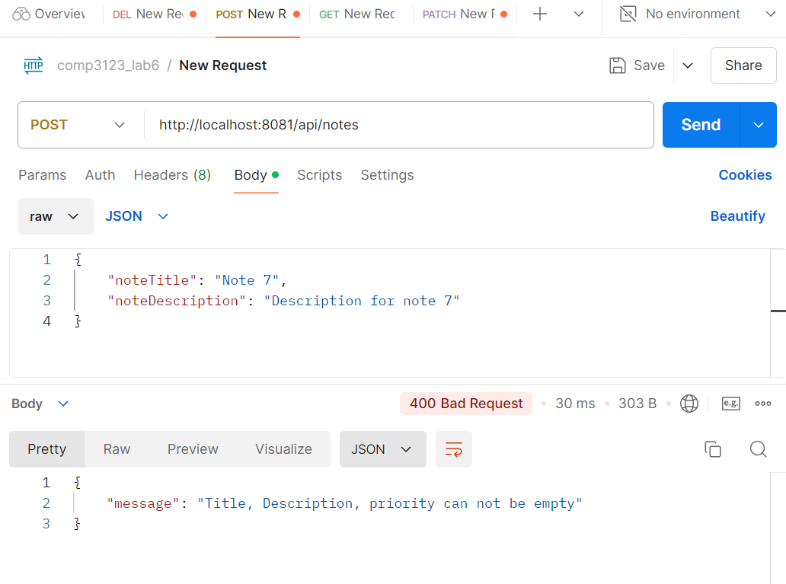 Overview DEL New Re POST New R GET New Rec PATCH New No environment
HTTP comp3123_lab6 / New Request Save Share
POST http://localhost:8081/api/notes Send
Params Auth Headers (8) Body Scripts Settings Cookies
raw JSON Beautify
1 {
2 "noteTitle": "Note 7",
3 "noteDescription": "Description for note 7"
4 }
Body 400 Bad Request 30 ms 303 B e.g.
Pretty Raw Preview Visualize JSON
1 {
2 "message": "Title, Description, priority can not be empty"
3 }